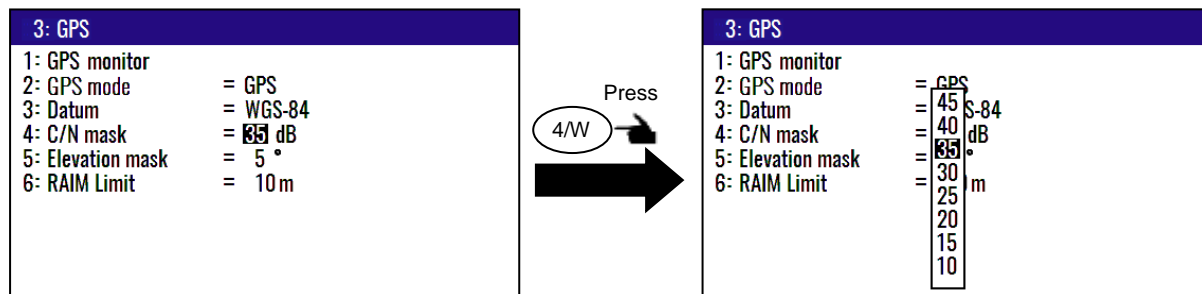 3: GPS
1: GPS monitor
2: GPS mode = GPS
3: Datum = WGS-84
4: C/N mask = 35 dB
5: Elevation mask = 5 °
6: RAIM Limit = 10 m
Press
4/W
3: GPS
1: GPS monitor
2: GPS mode = GPS
3: Datum = S-84
4: C/N mask = dB
5: Elevation mask = °
6: RAIM Limit = m
45
40
35
30
25
20
15
10